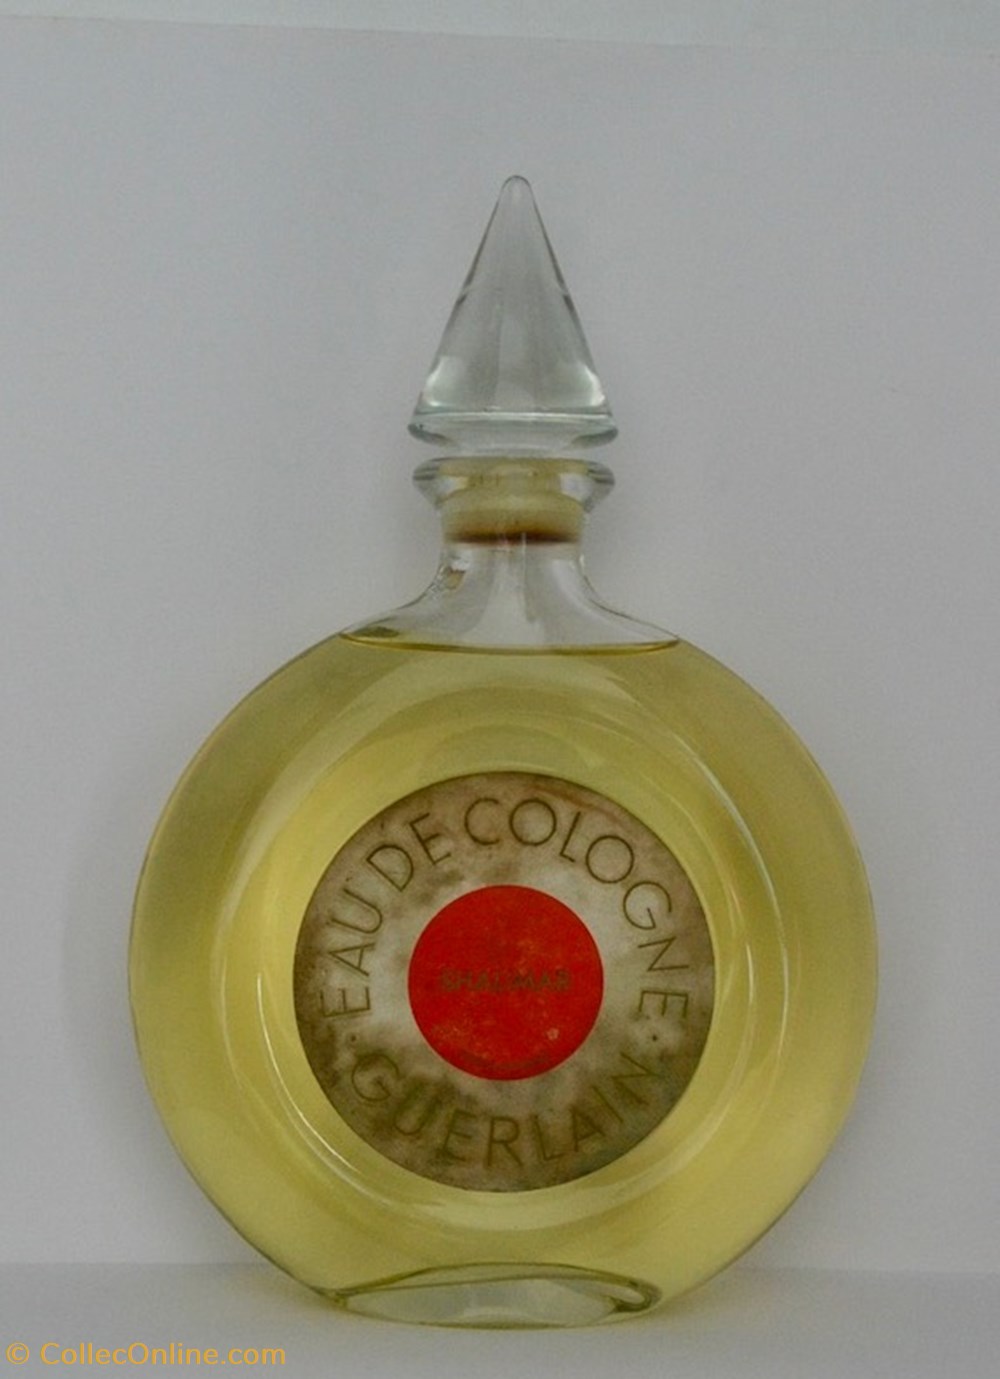 EAU DE COLOGNE
SHALIMAR
· GUERLAIN ·
© CollecOnline.com